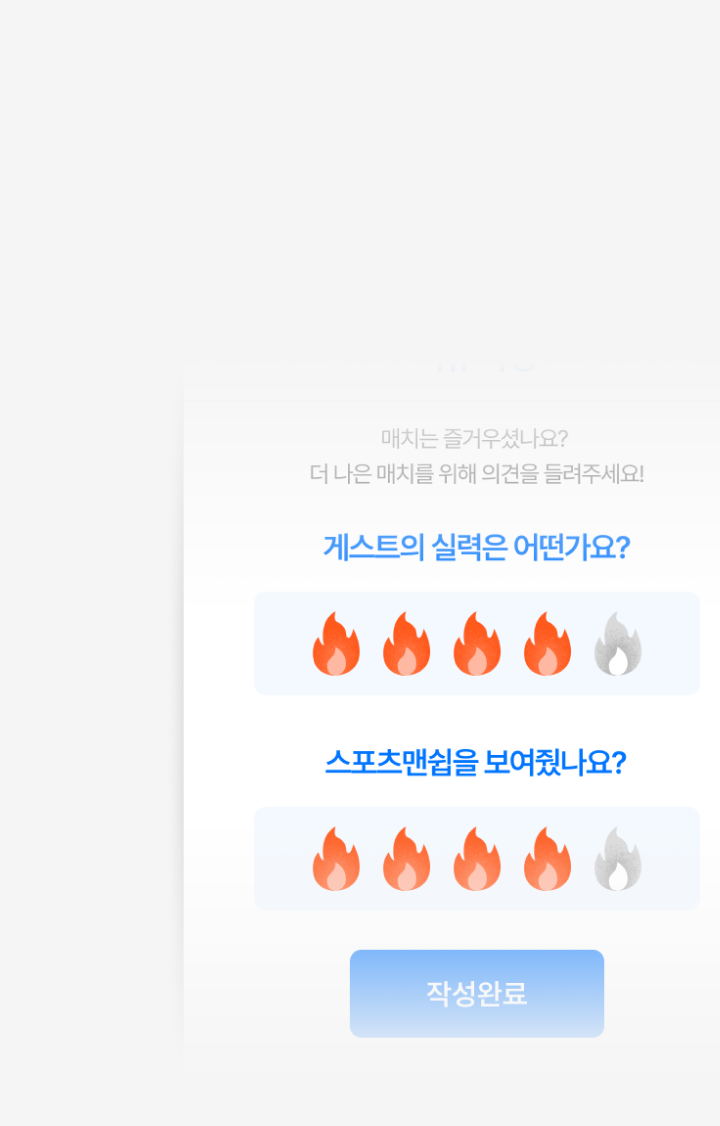 매치는 즐거우셨나요?
더 나은 매치를 위해 의견을 들려주세요!
게스트의 실력은 어떤가요?
스포츠맨쉽을 보여줬나요?
작성완료